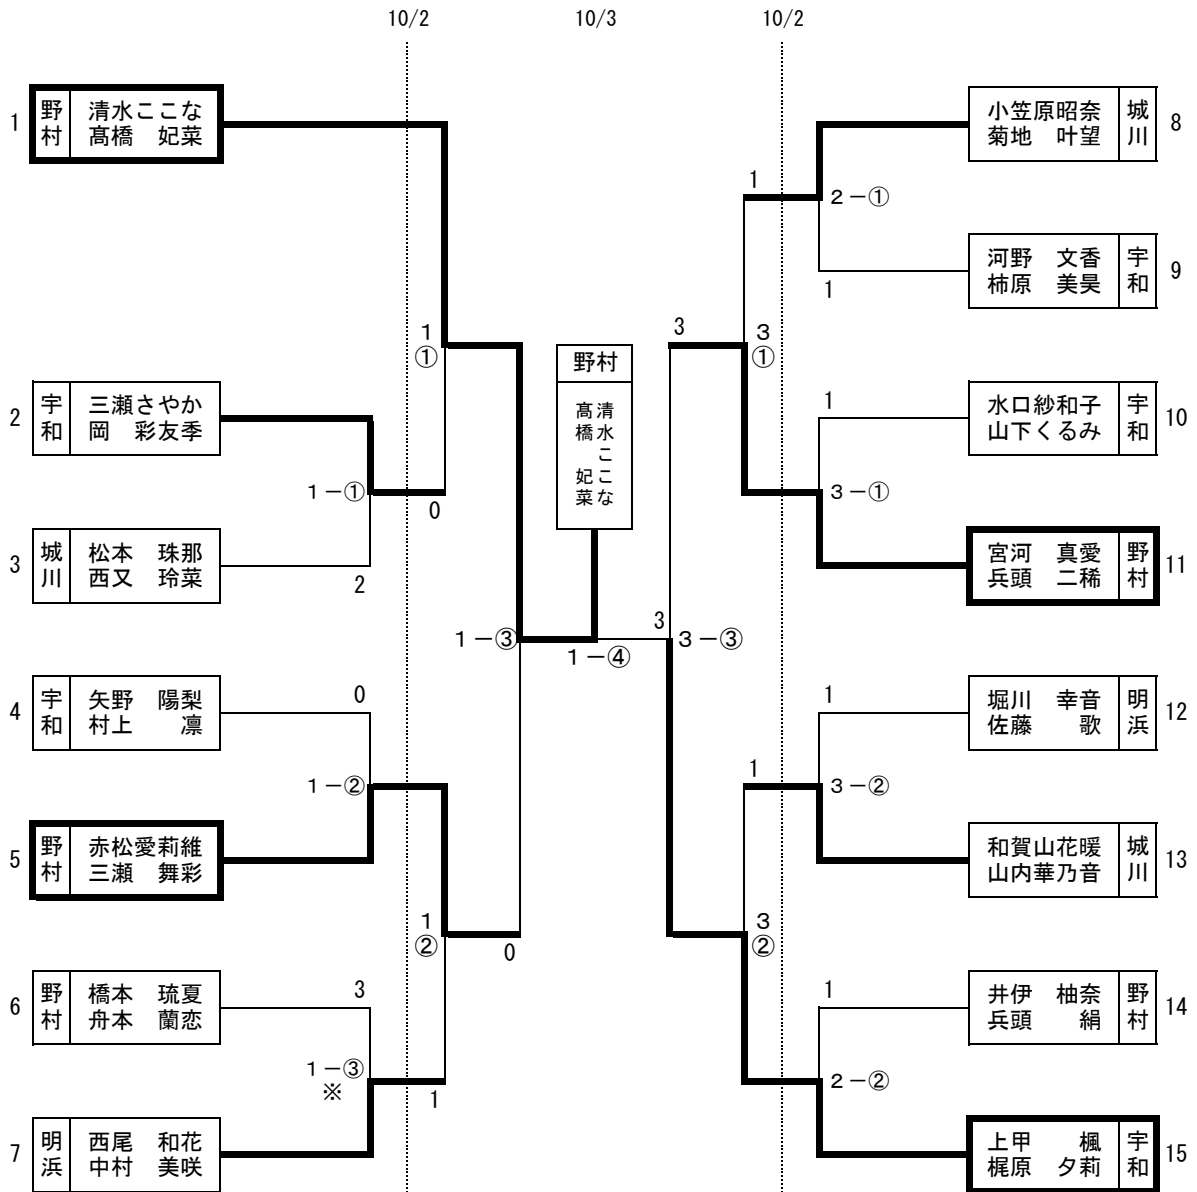 10/2
10/3
10/2
1
野村
清水ここな
髙橋　妃菜
2
宇和
三瀬さやか
岡　彩友季
1－①
3
城川
松本　珠那
西又　玲菜
2
1
①
0
4
宇和
矢野　陽梨
村上　　凛
0
1－②
5
野村
赤松愛莉維
三瀬　舞彩
6
野村
橋本　琉夏
舟本　蘭恋
3
1－③
※
7
明浜
西尾　和花
中村　美咲
1
②
1
0
1－③
野村
清水ここな
髙橋　妃菜
1－④
3
3－③
3
8
小笠原昭奈
菊地　叶望
城川
1
2－①
9
河野　文香
柿原　美昊
宇和
1
3
①
10
水口紗和子
山下くるみ
宇和
1
3－①
11
宮河　真愛
兵頭　二稀
野村
12
堀川　幸音
佐藤　　歌
明浜
1
3－②
1
13
和賀山花暖
山内華乃音
城川
3
②
14
井伊　柚奈
兵頭　　絹
野村
1
2－②
15
上甲　　楓
梶原　夕莉
宇和